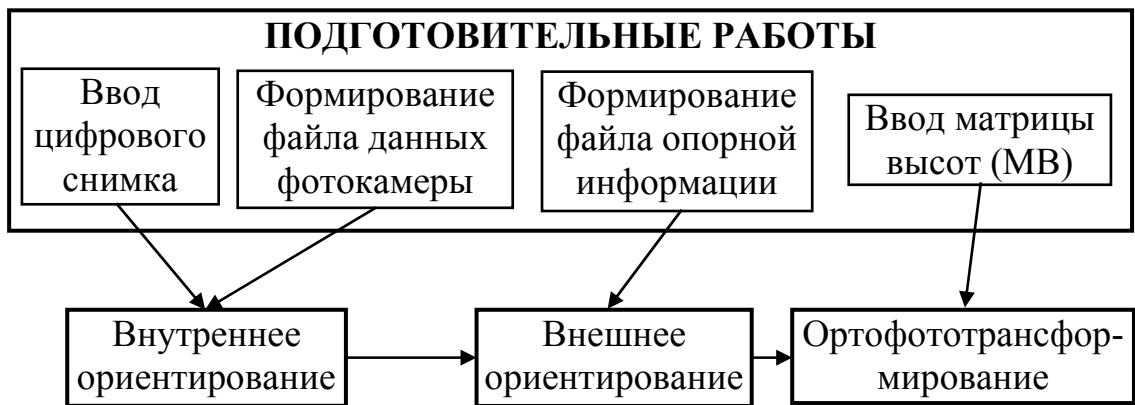 ПОДГОТОВИТЕЛЬНЫЕ РАБОТЫ
Ввод
цифрового
снимка
Формирование
файла данных
фотокамеры
Формирование
файла опорной
информации
Ввод матрицы
высот (МВ)
Внутреннее
ориентирование
Внешнее
ориентирование
Ортофототрансфор-
мирование